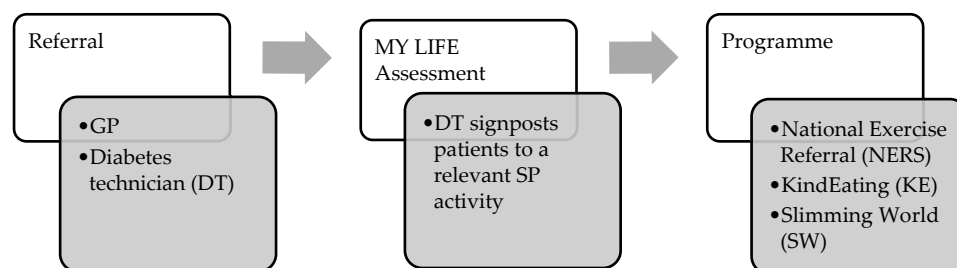 Referral
•GP
•Diabetes
technician (DT)
MY LIFE
Assessment
•DT signposts
patients to a
relevant SP
activity
Programme
•National Exercise
Referral (NERS)
•KindEating (KE)
•Slimming World
(SW)